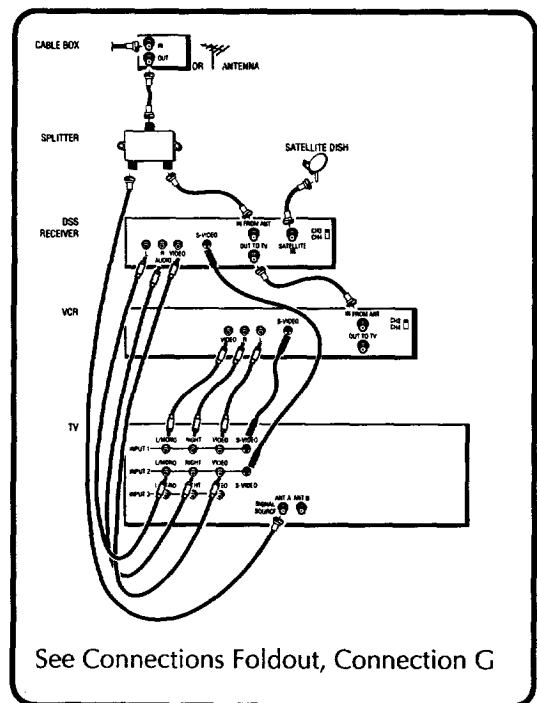 CABLE BOX
IN
OUT
OR ANTENNA
SPLITTER
SATELLITE DISH
DSS
RECEIVER
L R VIDEO
AUDIO
S-VIDEO
IN FROM ANT
OUT TO TV
SATELLITE
IN
CH3
CH4
VCR
VIDEO R L
S-VIDEO
IN FROM ANT
OUT TO TV
CH3
CH4
TV
L/MONO RIGHT VIDEO S-VIDEO
INPUT 1
L/MONO RIGHT VIDEO
INPUT 2
S-VIDEO
INPUT 3
ANT A ANT B
SIGNAL
SOURCE
See Connections Foldout, Connection G